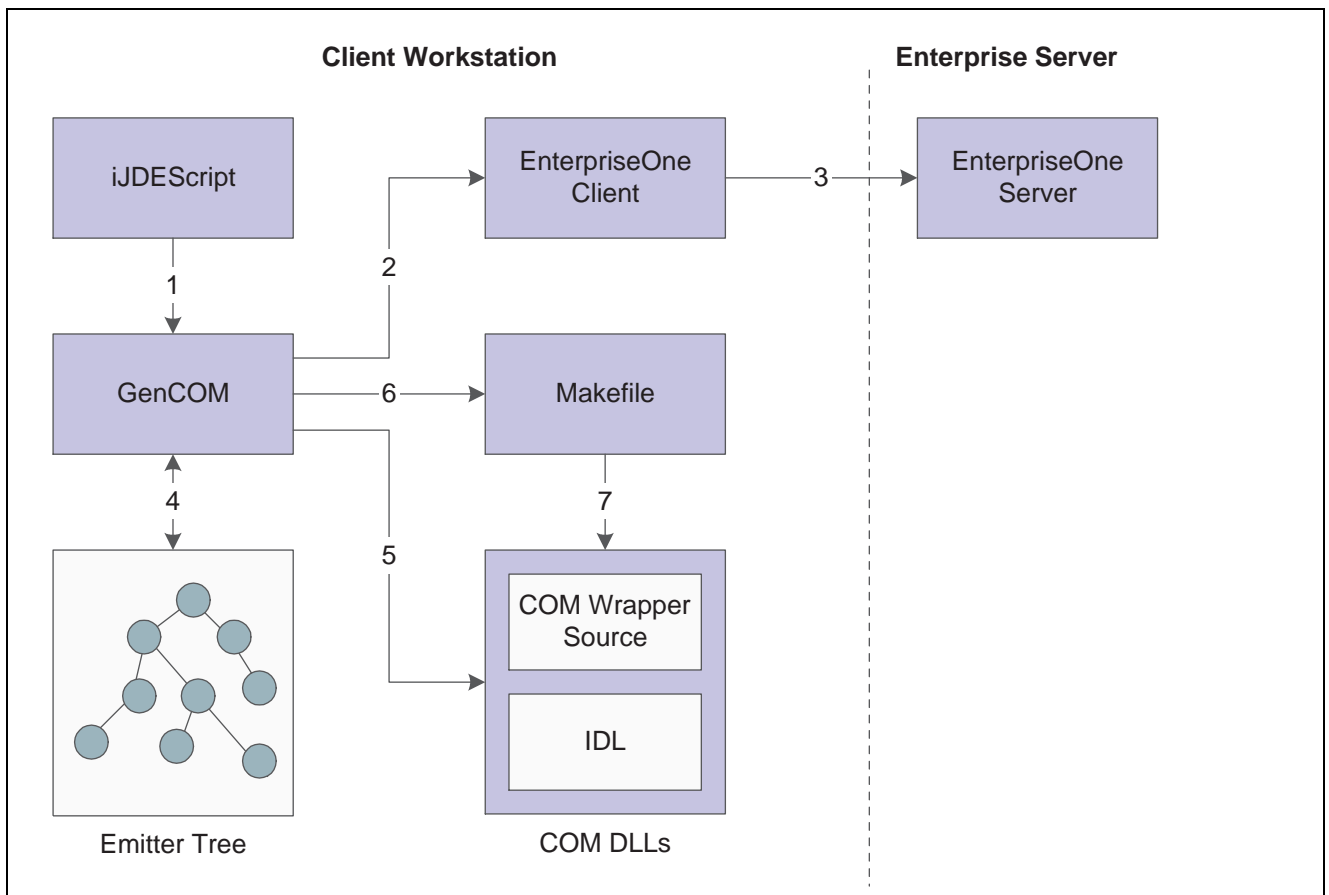 Client Workstation
Enterprise Server
iJDEScript
EnterpriseOne
Client
3
EnterpriseOne
Server
1
2
GenCOM
6
Makefile
4
5
7
COM Wrapper
Source
IDL
Emitter Tree
COM DLLs